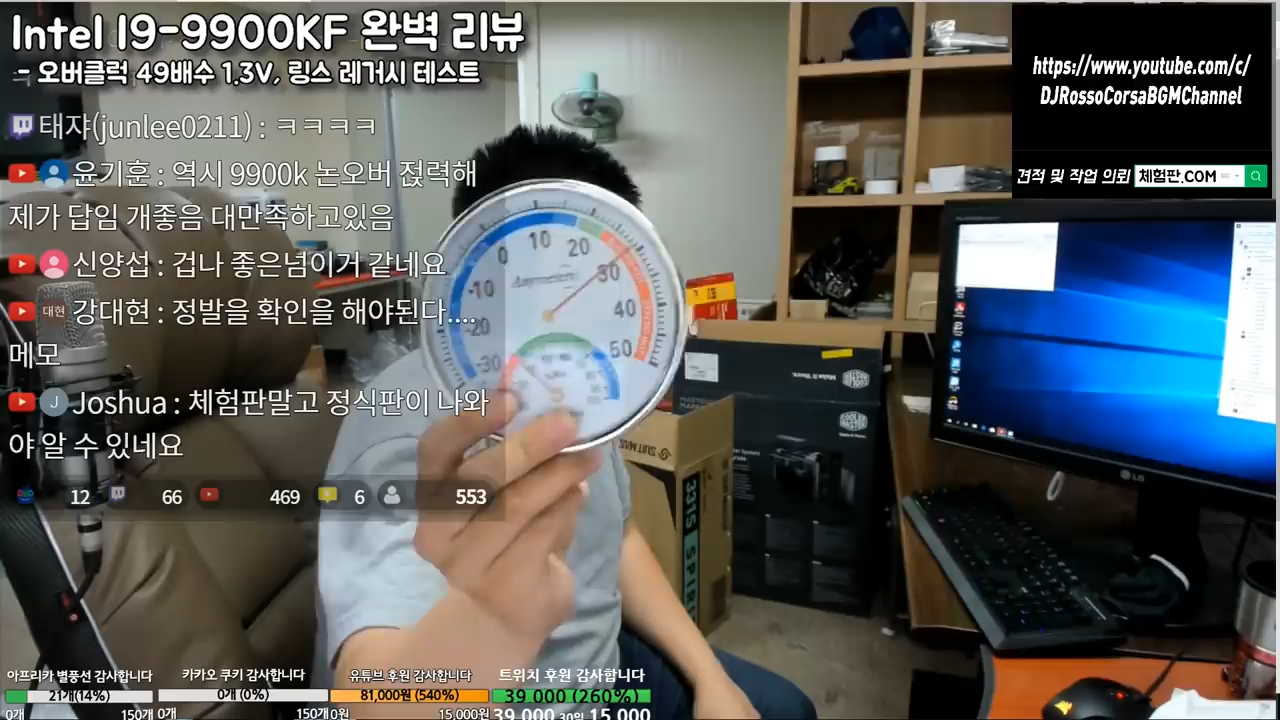 Intel I9-9900KF 완벽 리뷰
- 오버클럭 49배수 1.3V, 링스 레거시 테스트
태쟈(junlee0211) : ㅋㅋㅋㅋ
윤기훈 : 역시 9900k 논오버 젃력해
제가 답임 개좋음 대만족하고있음
신양섭 : 겁나 좋은넘이거 같네요
대현 강대현 : 정발을 확인을 해야된다....
메모
J Joshua : 체험판말고 정식판이 나와
야 알 수 있네요
12 66 469 6 553
https://www.youtube.com/c/
DJRossoCorsaBGMChannel
견적 및 작업 의뢰 체험판.COM
-30 -20 -10 0 10 20 30 40 50
COOLER
MASTER
LG
아프리카 별풍선 감사합니다
21개(14%)
0개 150개
카카오 쿠키 감사합니다
0개 (0%)
0개 150개
유튜브 후원 감사합니다
81,000원 (540%)
0원 15,000원
트위치 후원 감사합니다
39,000 (260%)
39,000 30일 15,000